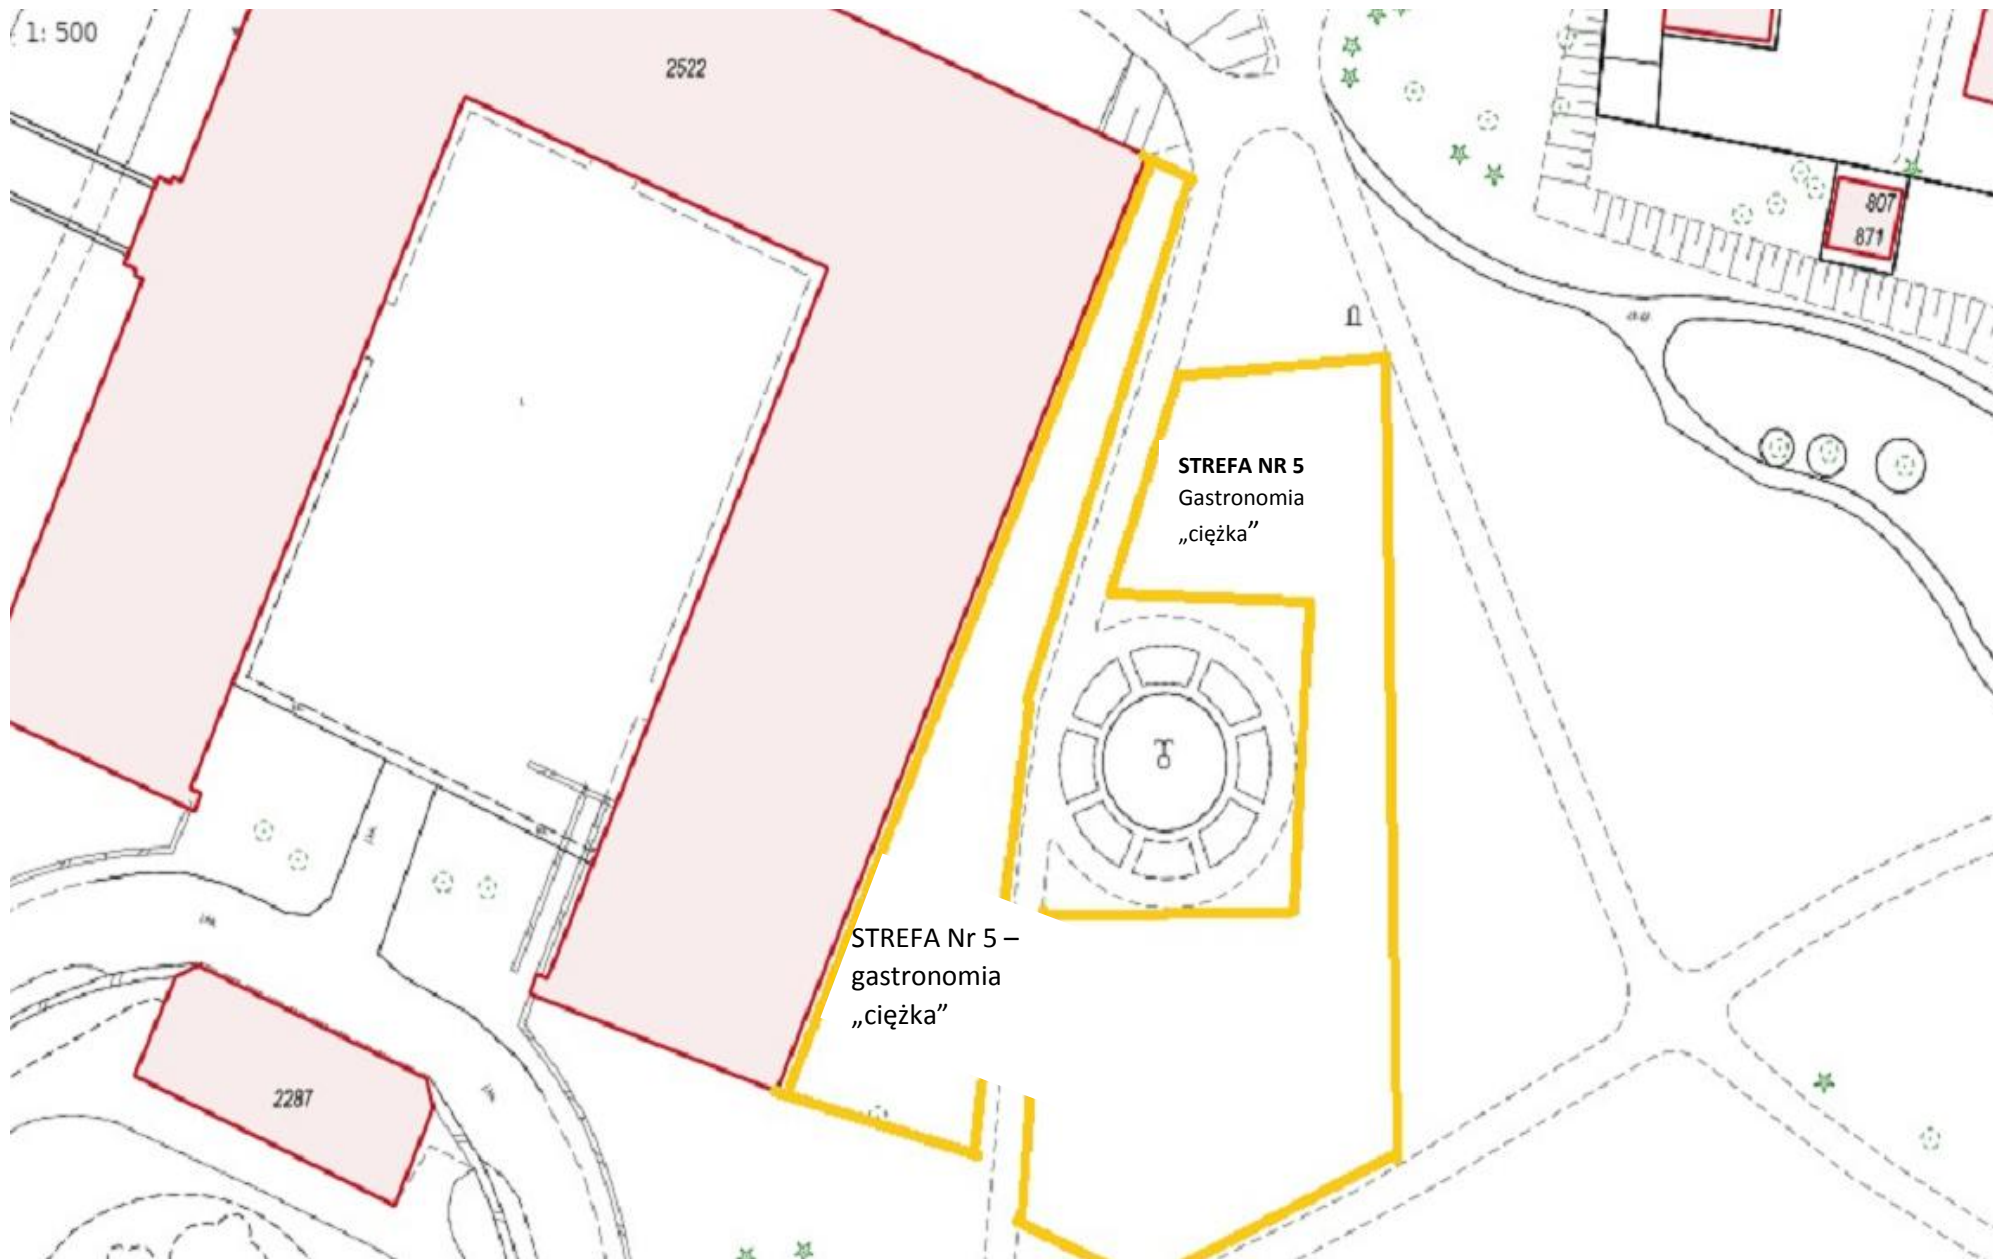 1: 500
2522
807
871
STREFA NR 5
Gastronomia
„ciężka”
STREFA Nr 5 –
gastronomia
„ciężka”
2287